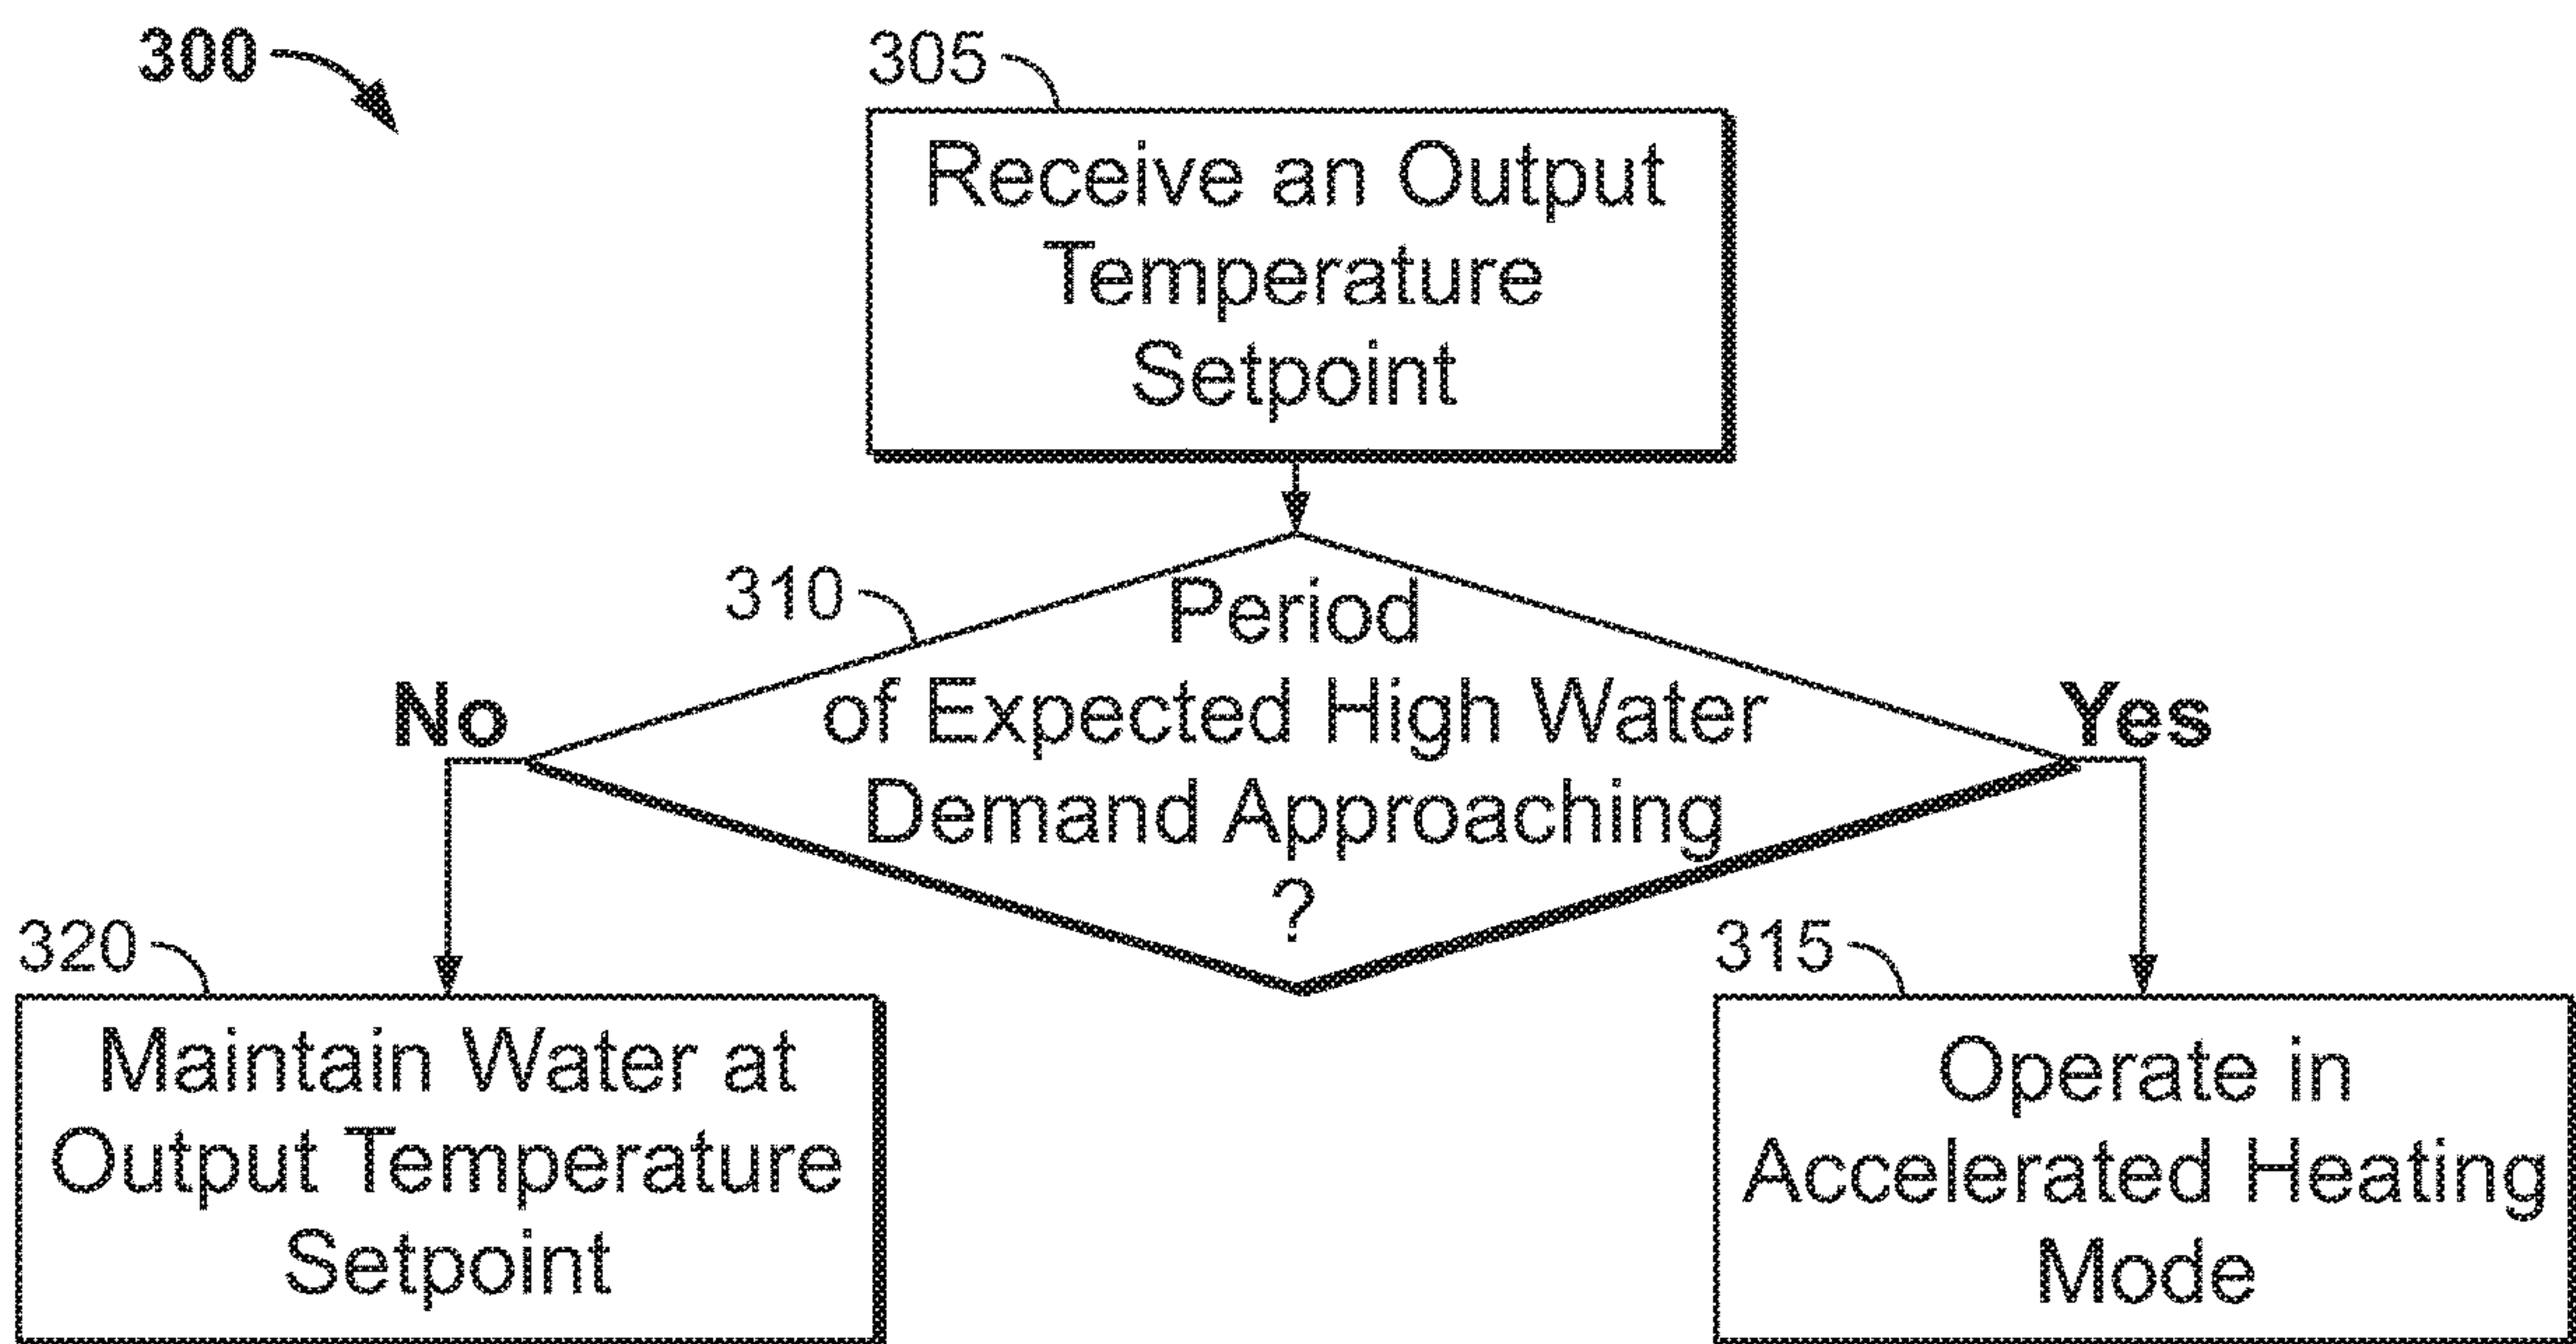 300
305
Receive an Output
Temperature
Setpoint
310
Period
of Expected High Water
Demand Approaching
?
No
Yes
320
Maintain Water at
Output Temperature
Setpoint
315
Operate in
Accelerated Heating
Mode